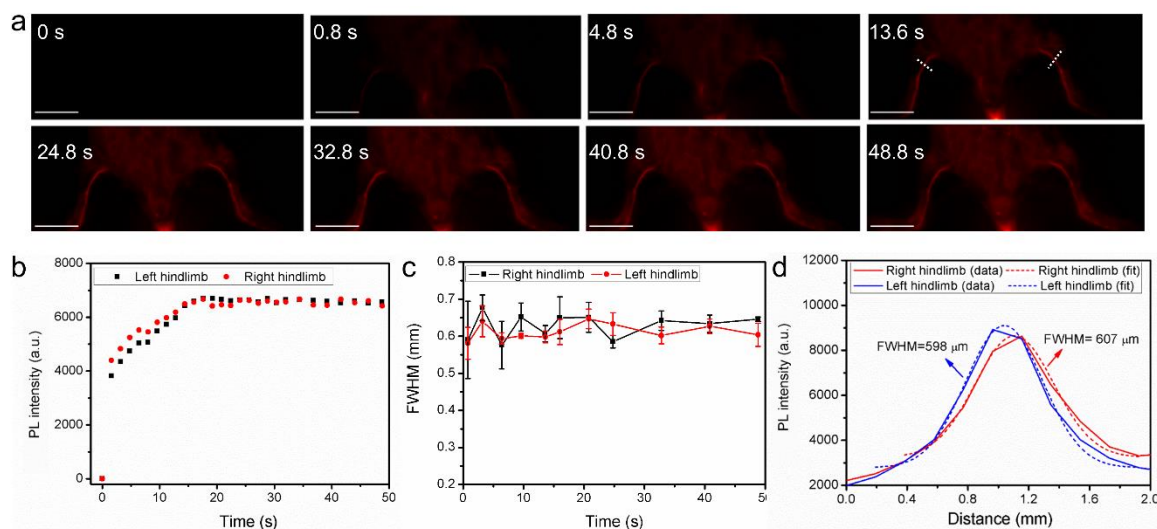 a
0 s
0.8 s
4.8 s
13.6 s
24.8 s
32.8 s
40.8 s
48.8 s
b
8000
6000
4000
2000
0
PL intensity (a.u.)
Left hindlimb
Right hindlimb
0 10 20 30 40 50
Time (s)
c
0.8
0.7
0.6
0.5
0.4
0.3
0.2
FWHM (mm)
Right hindlimb
Left hindlimb
0 10 20 30 40 50
Time (s)
d
12000
10000
8000
6000
4000
2000
PL intensity (a.u.)
Right hindlimb (data)
Right hindlimb (fit)
Left hindlimb (data)
Left hindlimb (fit)
FWHM=598 μm
FWHM= 607 μm
0.0 0.4 0.8 1.2 1.6 2.0
Distance (mm)